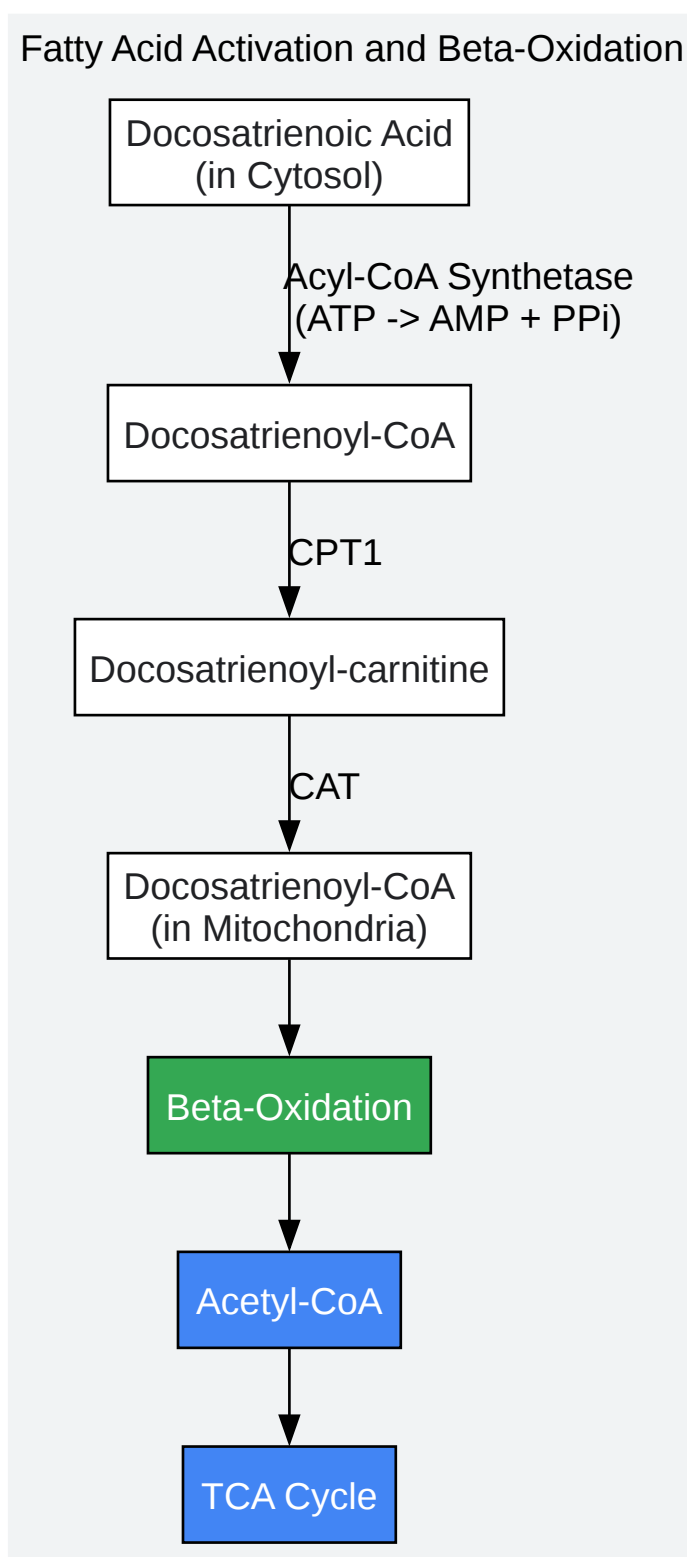 Fatty Acid Activation and Beta-Oxidation
Docosatrienoic Acid
(in Cytosol)
Acyl-CoA Synthetase
(ATP -> AMP + PPi)
Docosatrienoyl-CoA
CPT1
Docosatrienoyl-carnitine
CAT
Docosatrienoyl-CoA
(in Mitochondria)
Beta-Oxidation
Acetyl-CoA
TCA Cycle